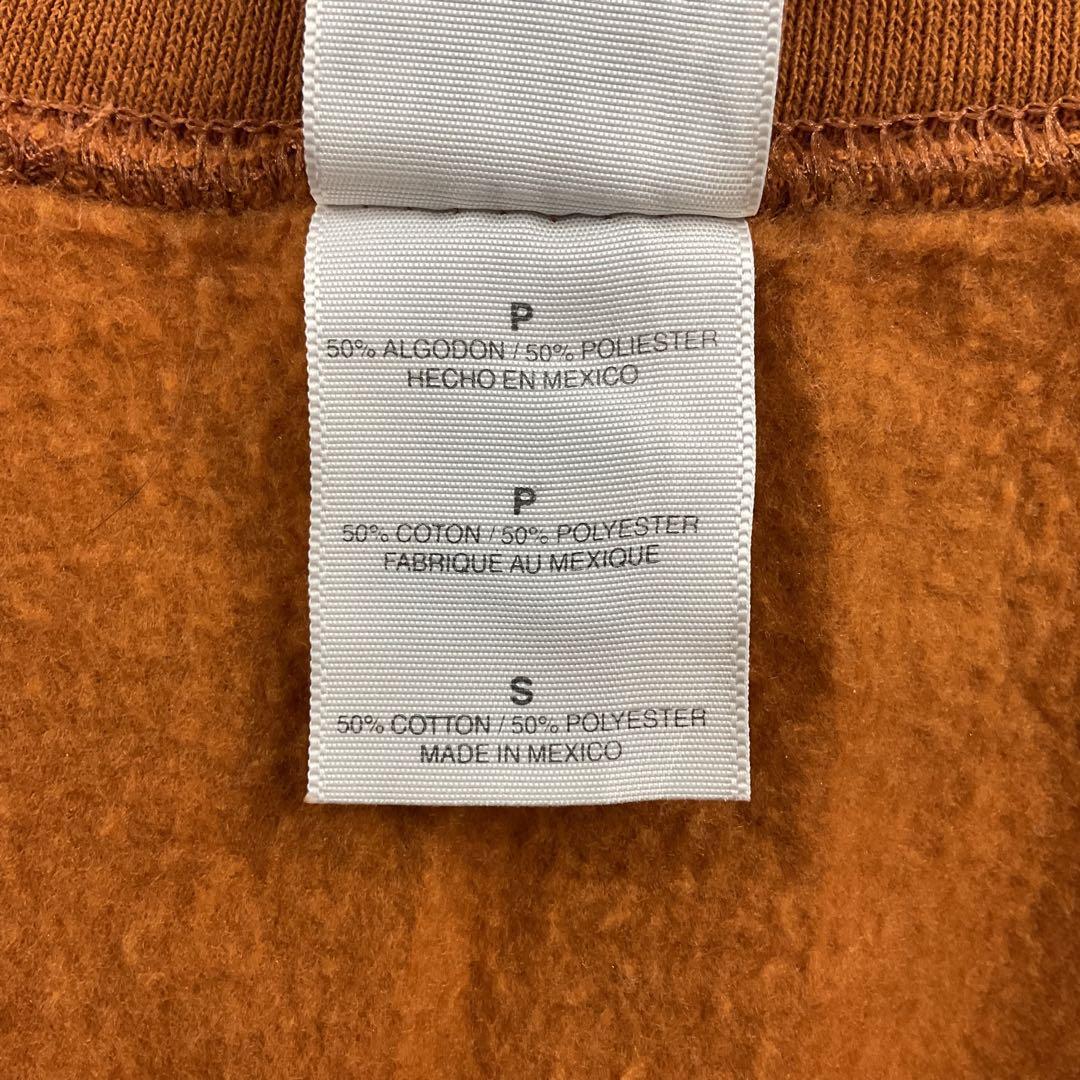 P
50% ALGODON / 50% POLIESTER
HECHO EN MEXICO
P
50% COTON / 50% POLYESTER
FABRIQUE AU MEXIQUE
S
50% COTTON / 50% POLYESTER
MADE IN MEXICO